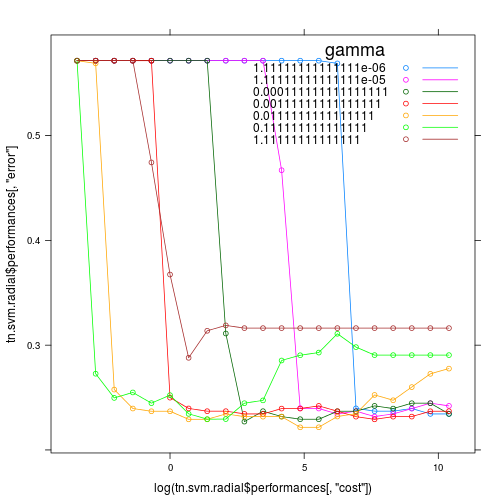 gamma
1.11111111111111e-06
1.11111111111111e-05
0.000111111111111111
0.00111111111111111
0.0111111111111111
0.111111111111111
1.11111111111111
tn.svm.radial$performances[, "error"]
0.5
0.4
0.3
0 5 10
log(tn.svm.radial$performances[, "cost"])